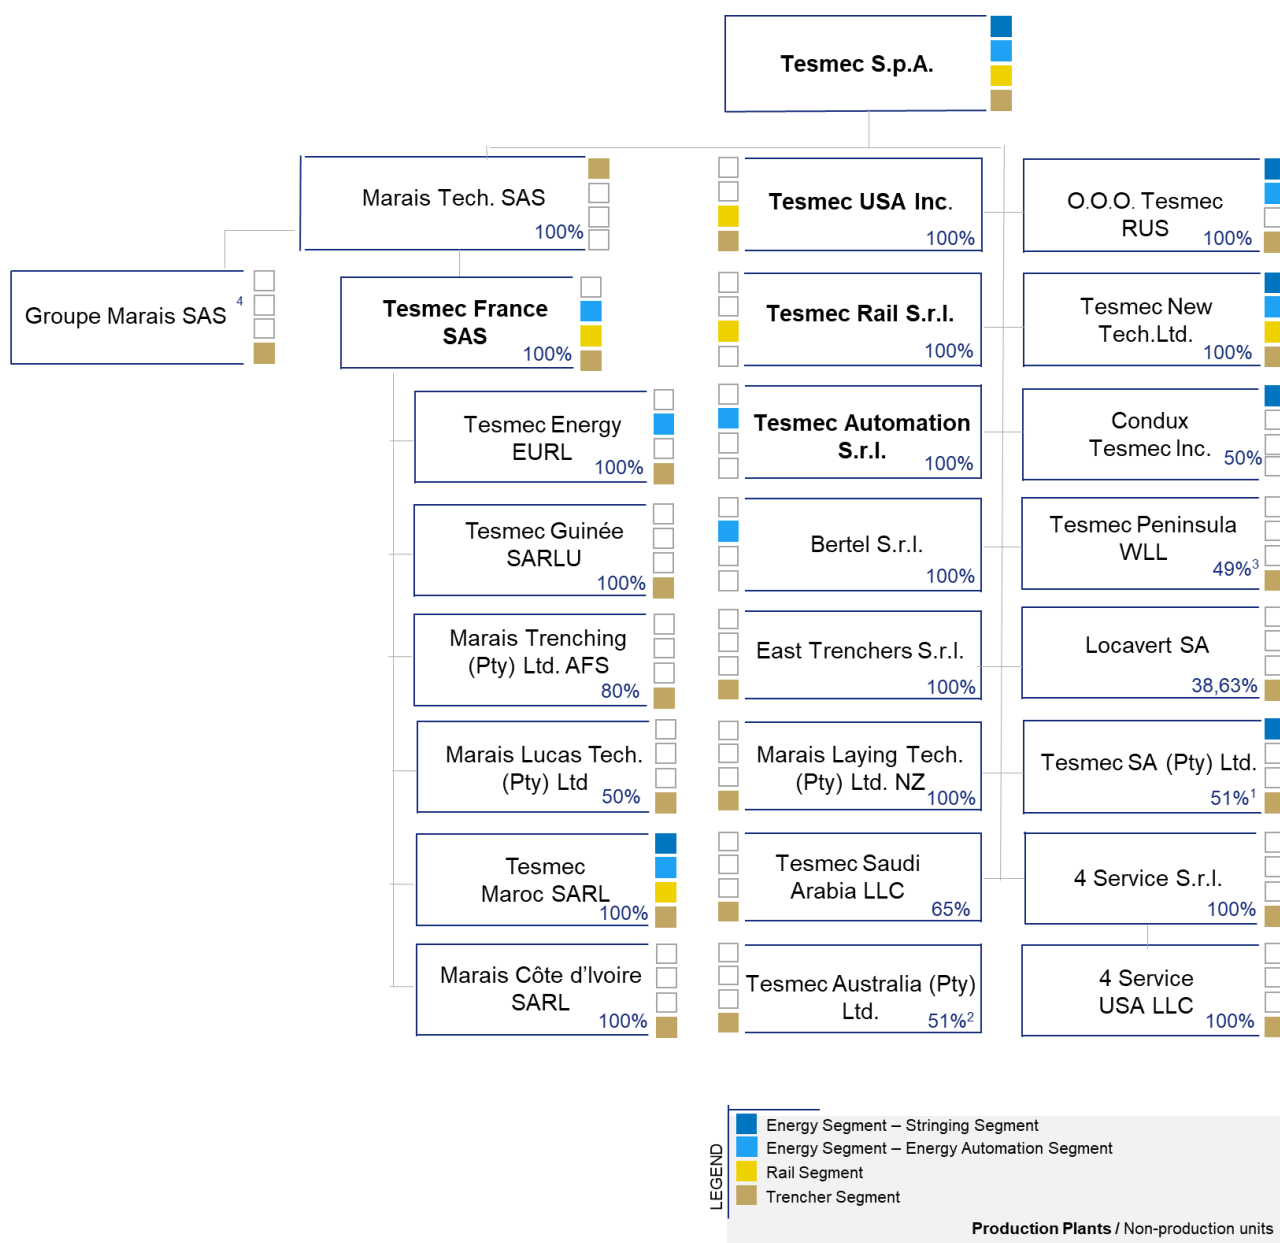 Tesmec S.p.A.
Marais Tech. SAS
100%
Groupe Marais SAS 4
Tesmec France
SAS
100%
Tesmec Energy
EURL
100%
Tesmec Guinée
SARLU
100%
Marais Trenching
(Pty) Ltd. AFS
80%
Marais Lucas Tech.
(Pty) Ltd
50%
Tesmec
Maroc SARL
100%
Marais Côte d'Ivoire
SARL
100%
Tesmec USA Inc.
100%
Tesmec Rail S.r.l.
100%
Tesmec Automation
S.r.l.
100%
Bertel S.r.l.
100%
East Trenchers S.r.l.
100%
Marais Laying Tech.
(Pty) Ltd. NZ
100%
Tesmec Saudi
Arabia LLC
65%
Tesmec Australia (Pty)
Ltd.
51%2
O.O.O. Tesmec
RUS
100%
Tesmec New
Tech.Ltd.
100%
Condux
Tesmec Inc.
50%
Tesmec Peninsula
WLL
49%3
Locavert SA
38,63%
Tesmec SA (Pty) Ltd.
51%1
4 Service S.r.l.
100%
4 Service
USA LLC
100%
LEGEND
Energy Segment – Stringing Segment
Energy Segment – Energy Automation Segment
Rail Segment
Trencher Segment
Production Plants / Non-production units